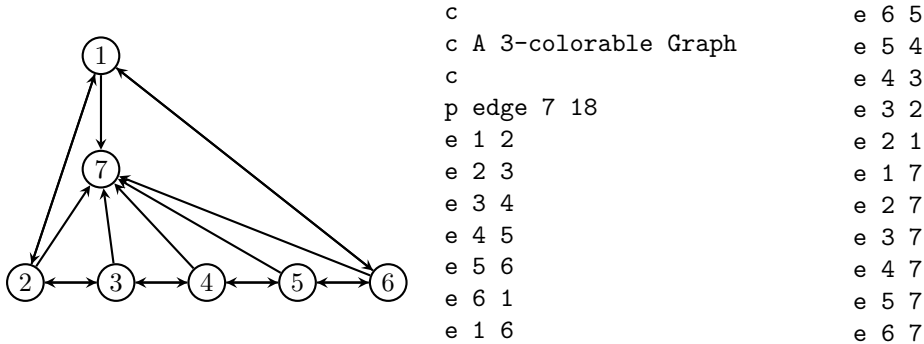 1
7
2 3 4 5 6
c
c A 3-colorable Graph
c
p edge 7 18
e 1 2
e 2 3
e 3 4
e 4 5
e 5 6
e 6 1
e 1 6
e 6 5
e 5 4
e 4 3
e 3 2
e 2 1
e 1 7
e 2 7
e 3 7
e 4 7
e 5 7
e 6 7